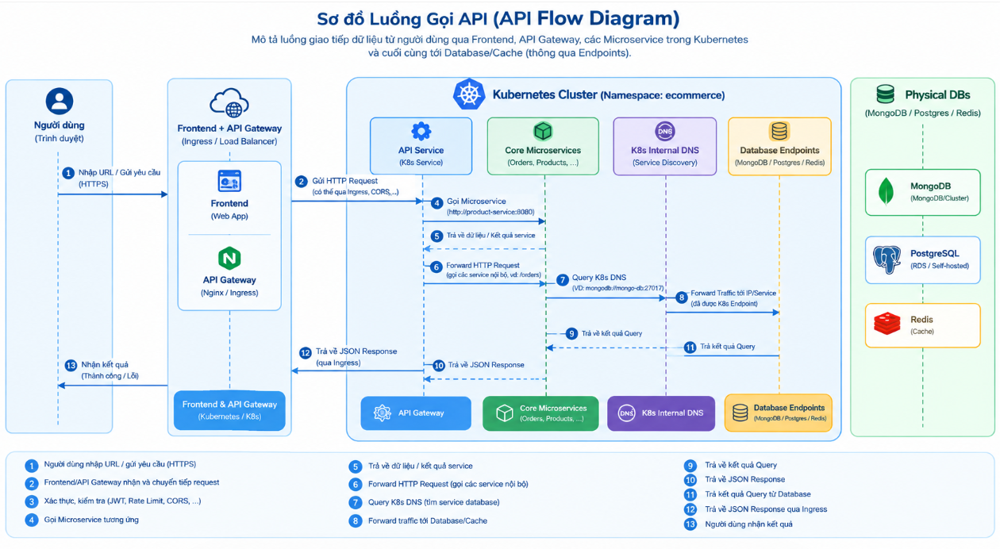 Sơ đồ Luồng Gọi API (API Flow Diagram)
Mô tả luồng giao tiếp dữ liệu từ người dùng qua Frontend, API Gateway, các Microservice trong Kubernetes
và cuối cùng tới Database/Cache (thông qua Endpoints).
Người dùng
(Trình duyệt)
Frontend + API Gateway
(Ingress / Load Balancer)
Frontend
(Web App)
API Gateway
(Nginx / Ingress)
Frontend & API Gateway
(Kubernetes / K8s)
Kubernetes Cluster (Namespace: ecommerce)
API Service
(K8s Service)
Core Microservices
(Orders, Products, ...)
DNS
K8s Internal DNS
(Service Discovery)
Database Endpoints
(MongoDB / Postgres / Redis)
1 Nhập URL / Gửi yêu cầu
(HTTPS)
2 Gửi HTTP Request
(có thể qua Ingress, CORS,...)
4 Gọi Microservice
(http://product-service:8080)
5 Trả về dữ liệu / Kết quả service
6 Forward HTTP Request
(gọi các service nội bộ, vd: /orders)
7 Query K8s DNS
(VD: mongodb://mongo-db:27017)
8 Forward Traffic tới IP/Service
(đã được K8s Endpoint)
9 Trả về kết quả Query
11 Trả kết quả Query
10 Trả về JSON Response
12 Trả về JSON Response
(qua Ingress)
13 Nhận kết quả
(Thành công / Lỗi)
API Gateway
Core Microservices
(Orders, Products, ...)
DNS
K8s Internal DNS
Database Endpoints
(MongoDB / Postgres / Redis)
Physical DBs
(MongoDB / Postgres / Redis)
MongoDB
(MongoDB/Cluster)
PostgreSQL
(RDS / Self-hosted)
Redis
(Cache)
1 Người dùng nhập URL / gửi yêu cầu (HTTPS)
2 Frontend/API Gateway nhận và chuyển tiếp request
3 Xác thực, kiểm tra (JWT, Rate Limit, CORS, ...)
4 Gọi Microservice tương ứng
5 Trả về dữ liệu / kết quả service
6 Forward HTTP Request (gọi các service nội bộ)
7 Query K8s DNS (tìm service database)
8 Forward traffic tới Database/Cache
9 Trả về kết quả Query
10 Trả về JSON Response
11 Trả kết quả Query từ Database
12 Trả về JSON Response qua Ingress
13 Người dùng nhận kết quả